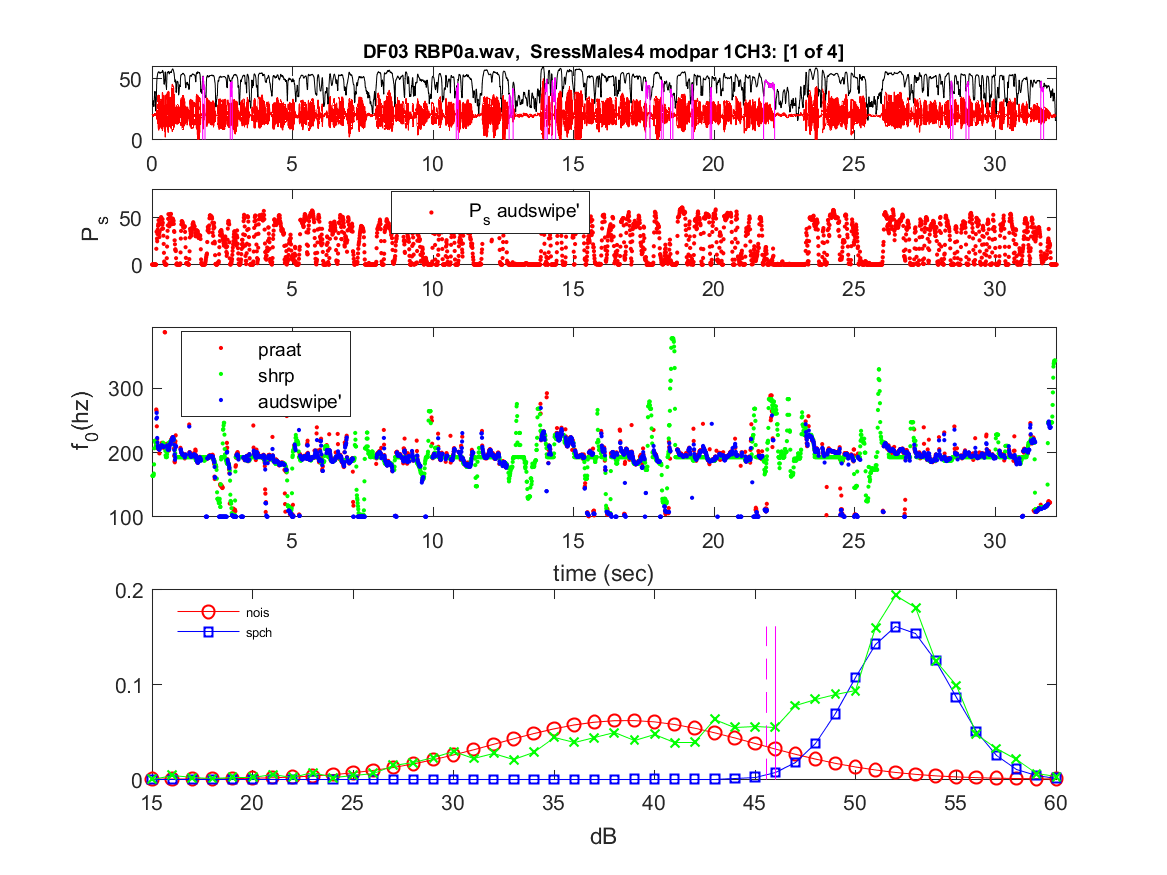 DF03 RBP0a.wav,  SressMales4 modpar 1CH3: [1 of 4]
50
0
0 5 10 15 20 25 30
P_s
50
0
P_s audswipe'
5 10 15 20 25 30
f_0(hz)
300
200
100
praat
shrp
audswipe'
5 10 15 20 25 30
time (sec)
0.2
0.1
0
nois
spch
15 20 25 30 35 40 45 50 55 60
dB